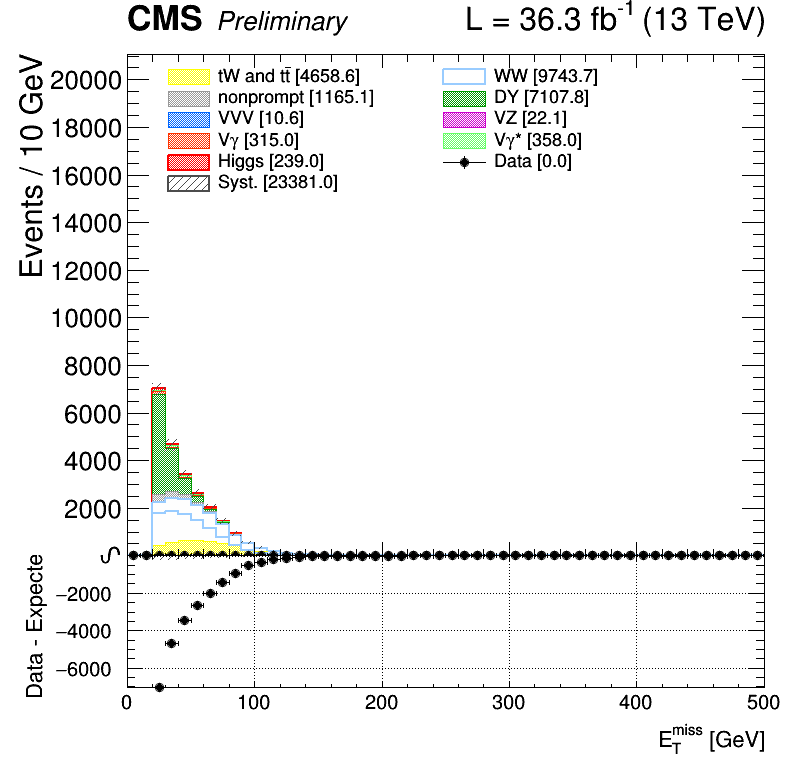 CMS Preliminary L = 36.3 fb⁻¹ (13 TeV)
Events / 10 GeV
20000
18000
16000
14000
12000
10000
8000
6000
4000
2000
0
tW and tt̄ [4658.6]
nonprompt [1165.1]
VVV [10.6]
Vγ [315.0]
Higgs [239.0]
Syst. [23381.0]
WW [9743.7]
DY [7107.8]
VZ [22.1]
Vγ* [358.0]
Data [0.0]
Data - Expecte
−2000
−4000
−6000
0 100 200 300 400 500
E_T^miss [GeV]